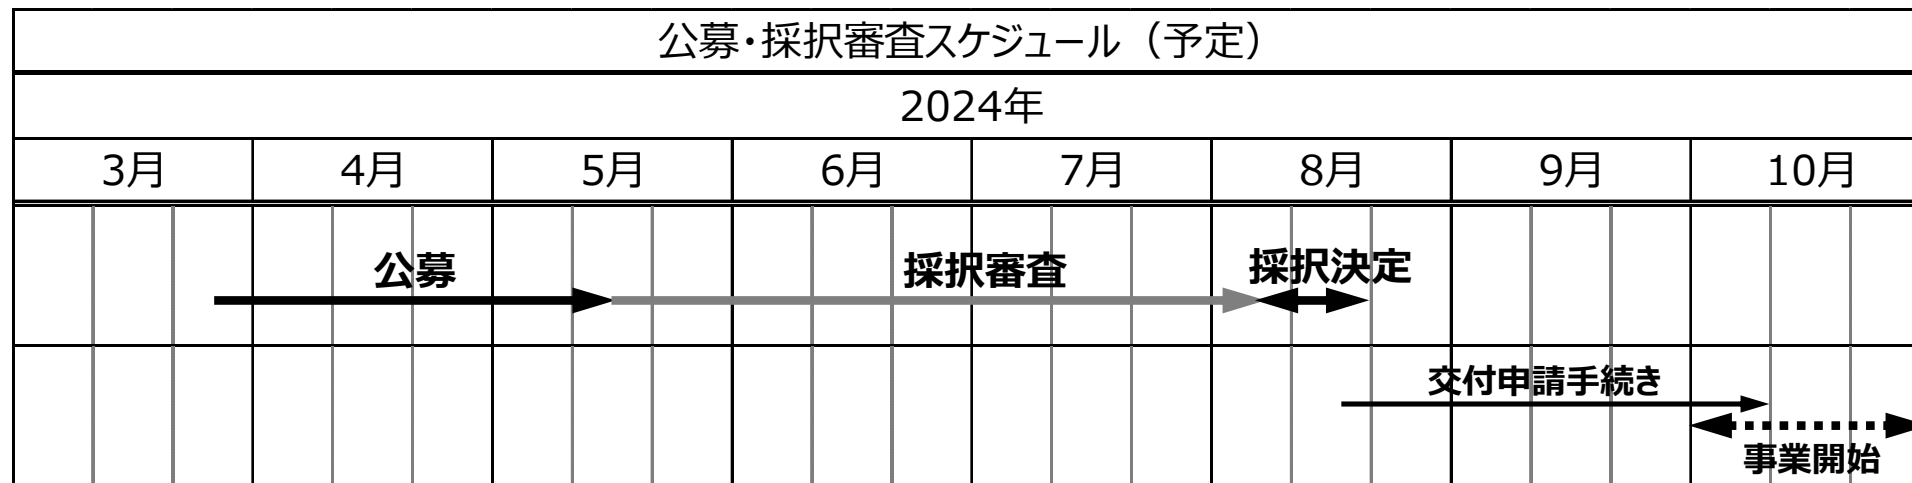 公募・採択審査スケジュール（予定）
2024年
3月 4月 5月 6月 7月 8月 9月 10月
公募 採択審査 採択決定
交付申請手続き
事業開始